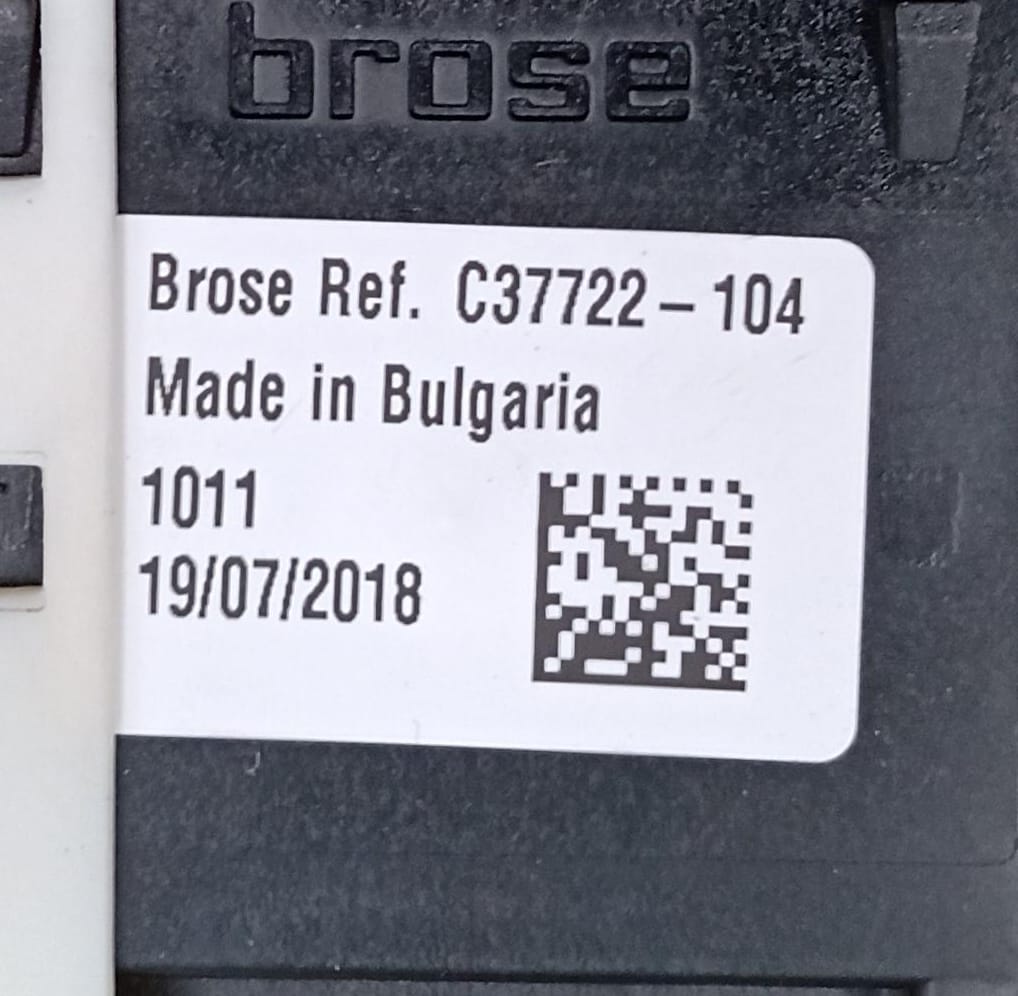 brose
Brose Ref. C37722-104
Made in Bulgaria
1011
19/07/2018